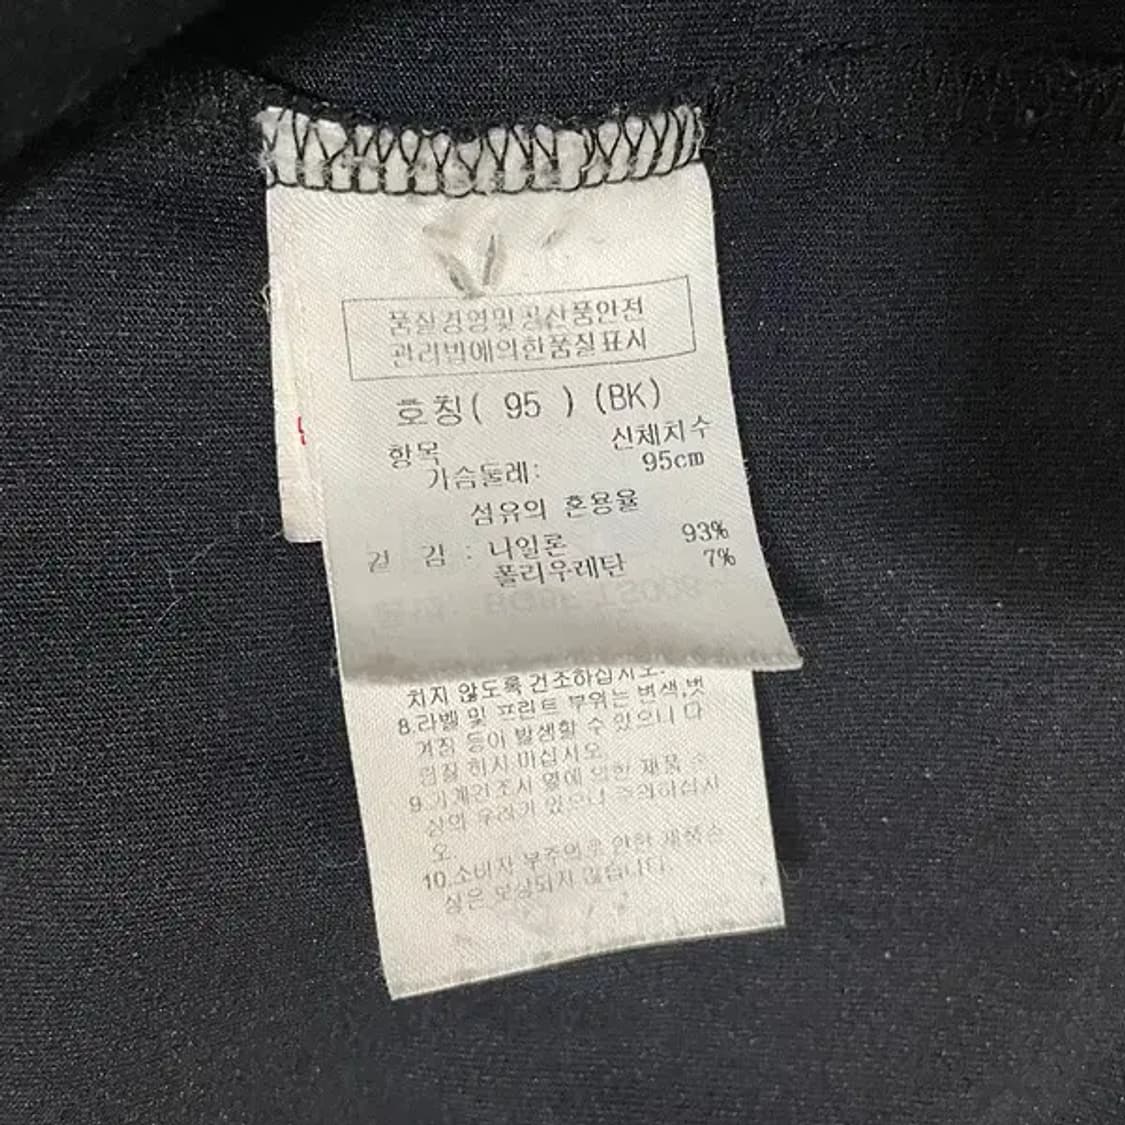 품질경영및공산품안전
관리법에의한품질표시
호칭( 95 ) (BK)
항목 신체치수
가슴둘레: 95cm
섬유의 혼용율
겉 감 : 나일론 93%
폴리우레탄 7%
치지 않도록 건조하십시오.
8.라벨 및 프린트 부위는 변색,벗
겨짐 등이 발생할 수 있으니 다
림질 하지 마십시오.
9.기계건조시 열에 의한 제품 손
상의 우려가 있으니 주의하십시
오.
10.소비자 부주의로 인한 제품손
상은 보상되지 않습니다.